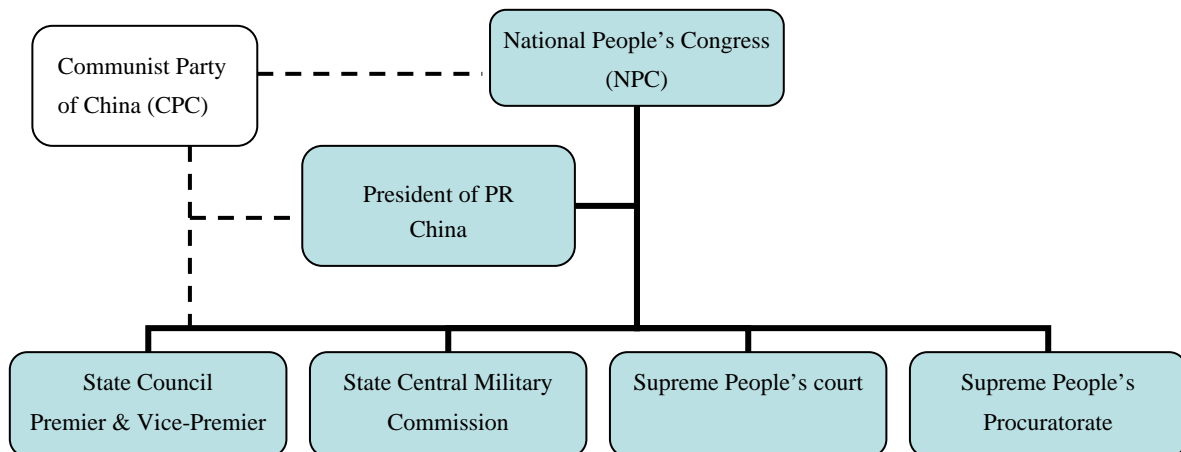 National People’s Congress
(NPC)
Communist Party
of China (CPC)
President of PR
China
State Council
Premier & Vice-Premier
State Central Military
Commission
Supreme People’s court
Supreme People’s
Procuratorate